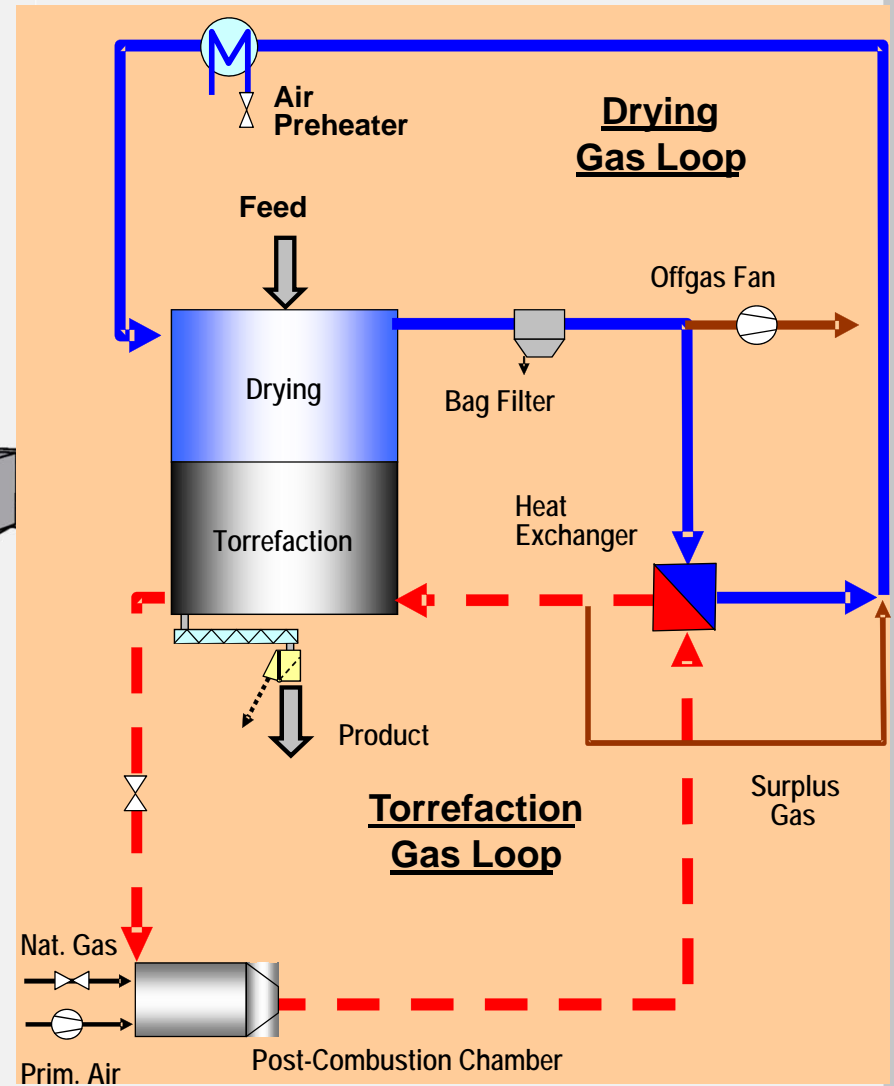 Air
Preheater
Drying
Gas Loop
Feed
Offgas Fan
Drying
Bag Filter
Heat
Exchanger
Torrefaction
Product
Surplus
Gas
Torrefaction
Gas Loop
Nat. Gas
Post-Combustion Chamber
Prim. Air